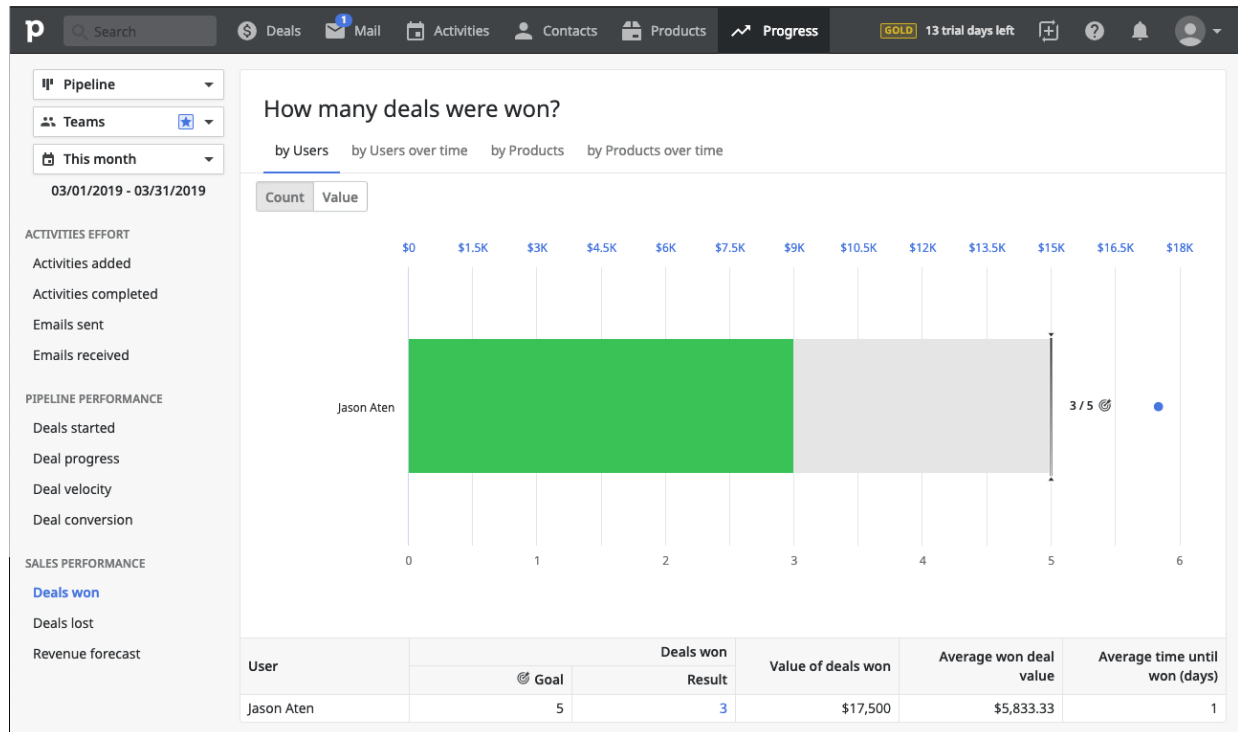 p Search Deals 1 Mail Activities Contacts Products Progress GOLD 13 trial days left
Pipeline
Teams
This month
03/01/2019 - 03/31/2019
ACTIVITIES EFFORT
Activities added
Activities completed
Emails sent
Emails received
PIPELINE PERFORMANCE
Deals started
Deal progress
Deal velocity
Deal conversion
SALES PERFORMANCE
Deals won
Deals lost
Revenue forecast
How many deals were won?
by Users by Users over time by Products by Products over time
Count Value
$0 $1.5K $3K $4.5K $6K $7.5K $9K $10.5K $12K $13.5K $15K $16.5K $18K
Jason Aten 3 / 5
0 1 2 3 4 5 6
User Deals won Value of deals won Average won deal value Average time until won (days)
Goal Result
Jason Aten 5 3 $17,500 $5,833.33 1